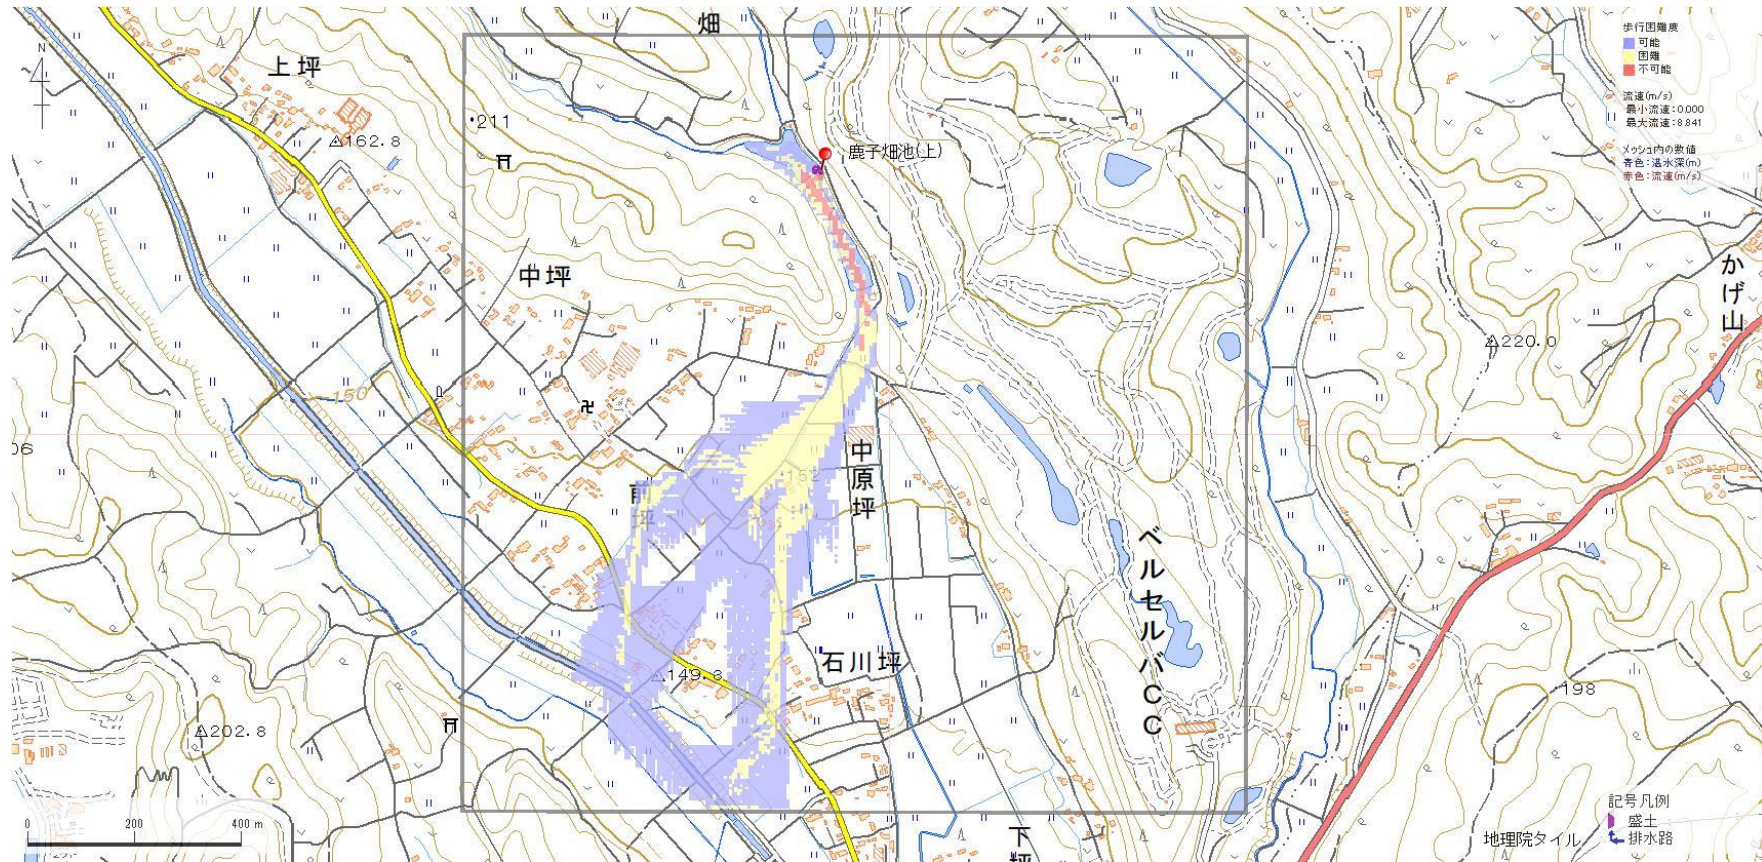 畑
上坪
N
211
162.8
鹿子畑池(上)
歩行困難度
可能
困難
不可能
流速(m/s)
最小流速:0.000
最大流速:8.841
メッシュ内の数値
青色:湛水深(m)
赤色:流速(m/s)
中坪
かげ山
220.0
150
06
中原坪
152
前坪
ベルセルバCC
石川坪
149.8
198
202.8
0 200 400 m
下坪
地理院タイル
記号凡例
盛土
排水路